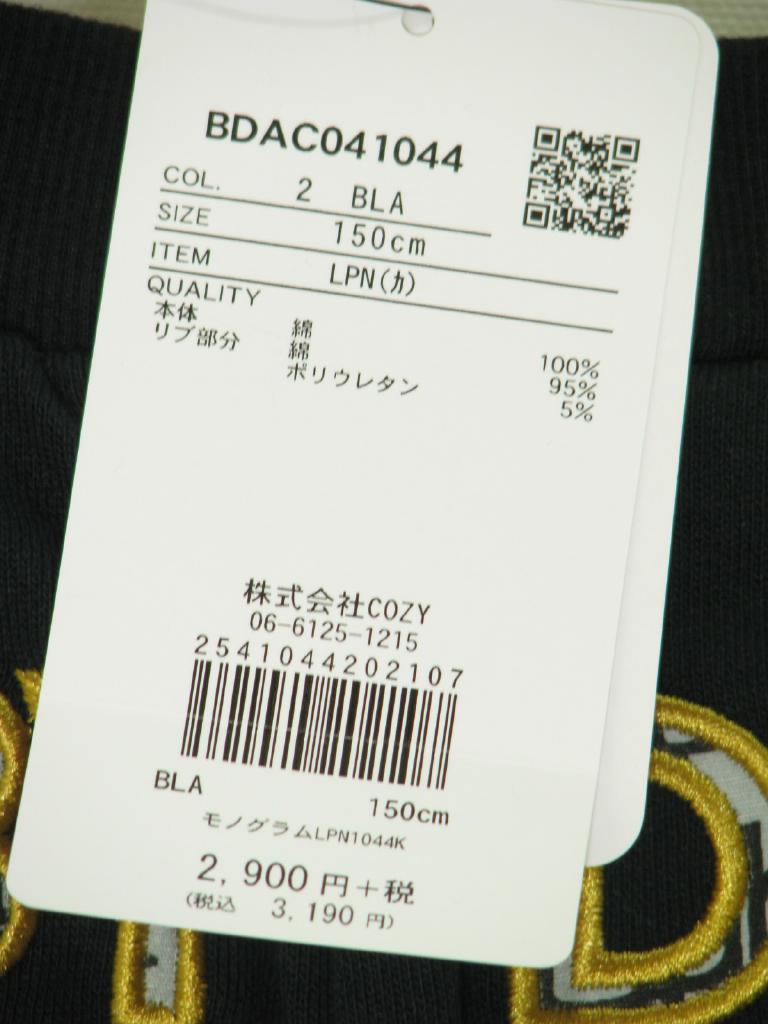 BDAC041044
COL. 2 BLA
SIZE 150cm
ITEM LPN(カ)
QUALITY
本体 綿 100%
リブ部分 綿 95%
ポリウレタン 5%
株式会社COZY
06-6125-1215
2541044202107
BLA 150cm
モノグラムLPN1044K
2,900円+税
(税込 3,190円)
D